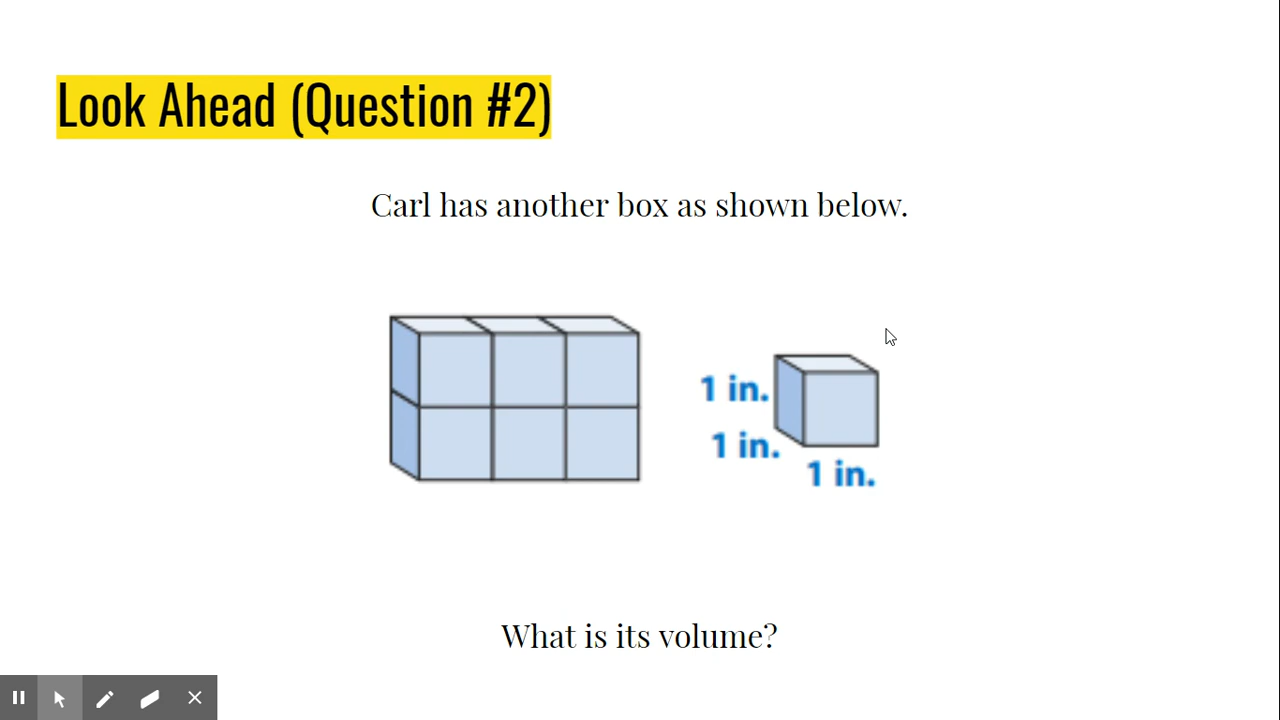 Look Ahead (Question #2)
Carl has another box as shown below.
1 in.
1 in.
1 in.
What is its volume?